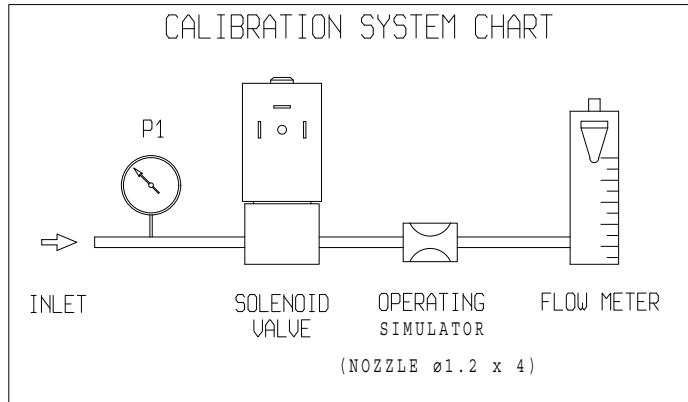 CALIBRATION SYSTEM CHART
P1
INLET
SOLENOID
VALVE
OPERATING
SIMULATOR
(NOZZLE ø1.2 x 4)
FLOW METER